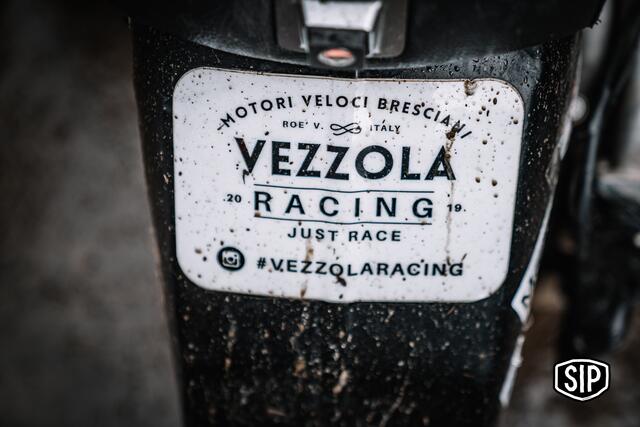 -MOTORI VELOCI BRESCIANI-
ROE' V. ITALY
VEZZOLA
.20 RACING 19.
JUST RACE
#VEZZOLARACING
SIP